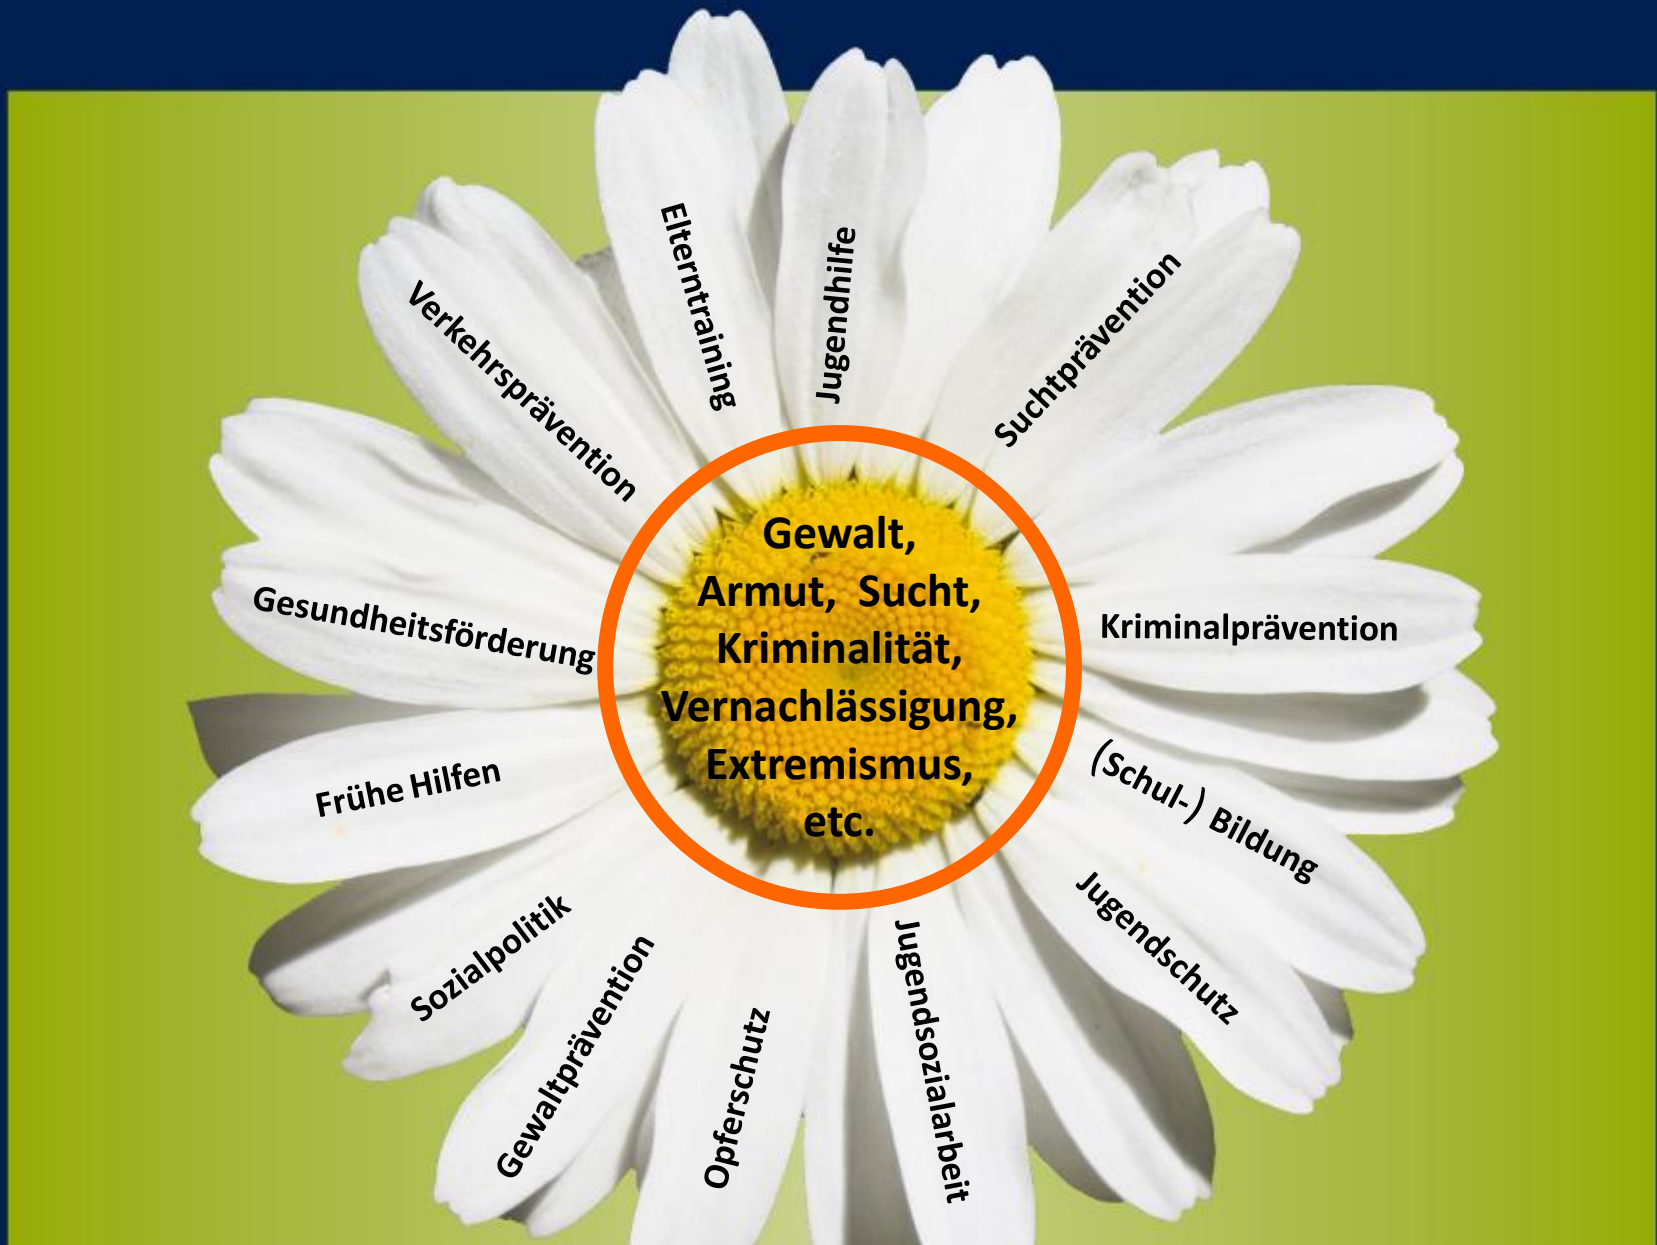 Elterntraining
Jugendhilfe
Suchtprävention
Verkehrsprävention
Gewalt,
Armut, Sucht,
Kriminalität,
Vernachlässigung,
Extremismus,
etc.
Gesundheitsförderung
Kriminalprävention
Frühe Hilfen
(Schul-) Bildung
Jugendschutz
Sozialpolitik
Gewaltprävention
Opferschutz
Jugendsozialarbeit